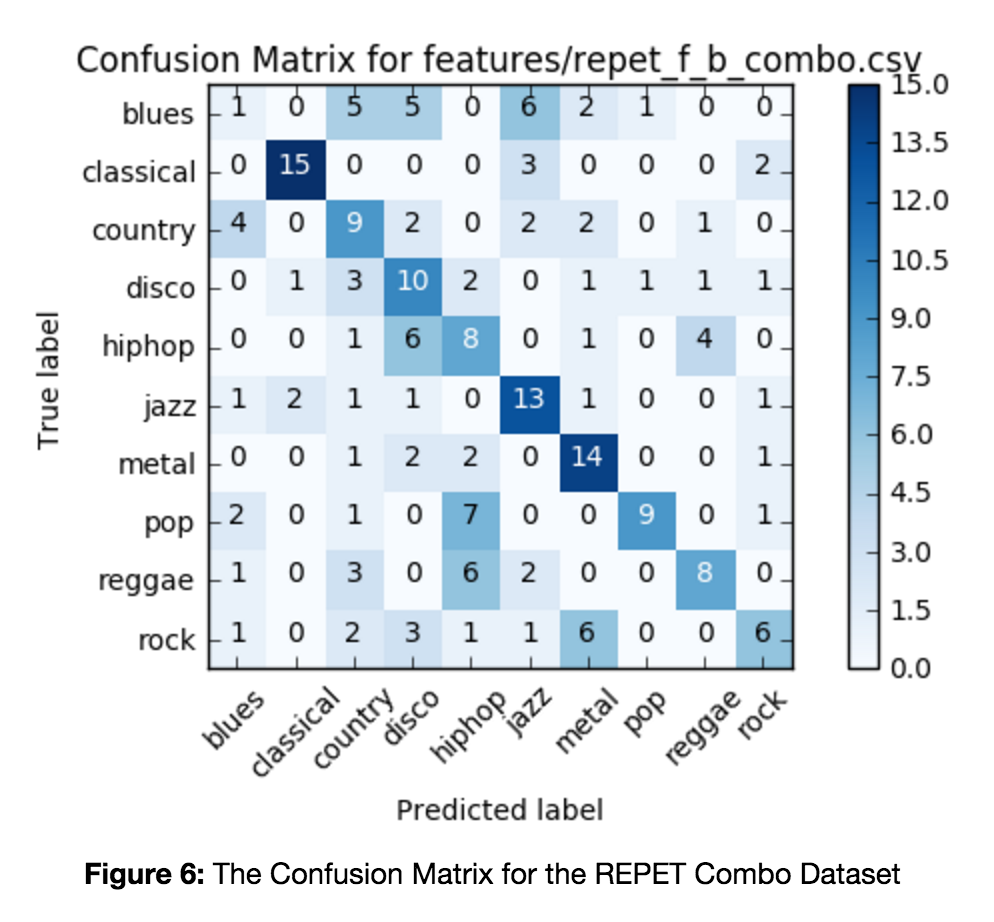 Confusion Matrix for features/repet_f_b_combo.csv
blues 1 0 5 5 0 6 2 1 0 0
classical 0 15 0 0 0 3 0 0 0 2
country 4 0 9 2 0 2 2 0 1 0
disco 0 1 3 10 2 0 1 1 1 1
hiphop 0 0 1 6 8 0 1 0 4 0
jazz 1 2 1 1 0 13 1 0 0 1
metal 0 0 1 2 2 0 14 0 0 1
pop 2 0 1 0 7 0 0 9 0 1
reggae 1 0 3 0 6 2 0 0 8 0
rock 1 0 2 3 1 1 6 0 0 6
True label
blues classical country disco hiphop jazz metal pop reggae rock
Predicted label
15.0
13.5
12.0
10.5
9.0
7.5
6.0
4.5
3.0
1.5
0.0
Figure 6: The Confusion Matrix for the REPET Combo Dataset